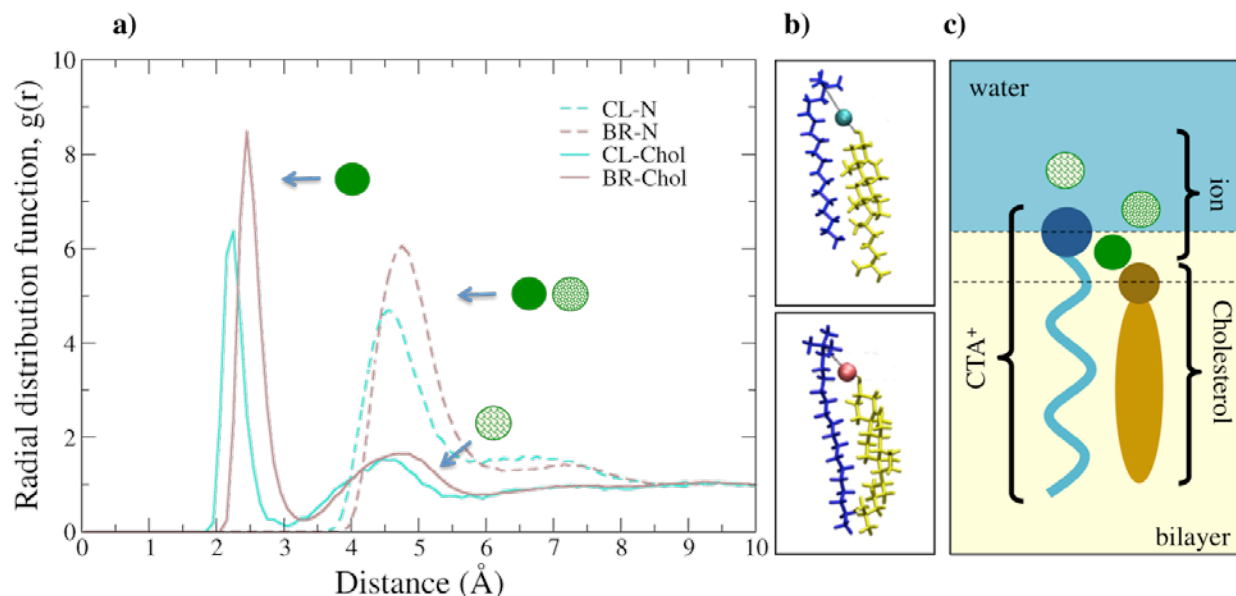 a)
b)
c)
Radial distribution function, g(r)
10
8
6
4
2
0
CL-N
BR-N
CL-Chol
BR-Chol
0 1 2 3 4 5 6 7 8 9 10
Distance (Å)
water
ion
CTA+
Cholesterol
bilayer